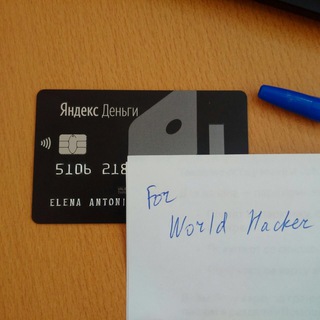 Яндекс Деньги
5106 218
ELENA ANTONI
For
World Hacker